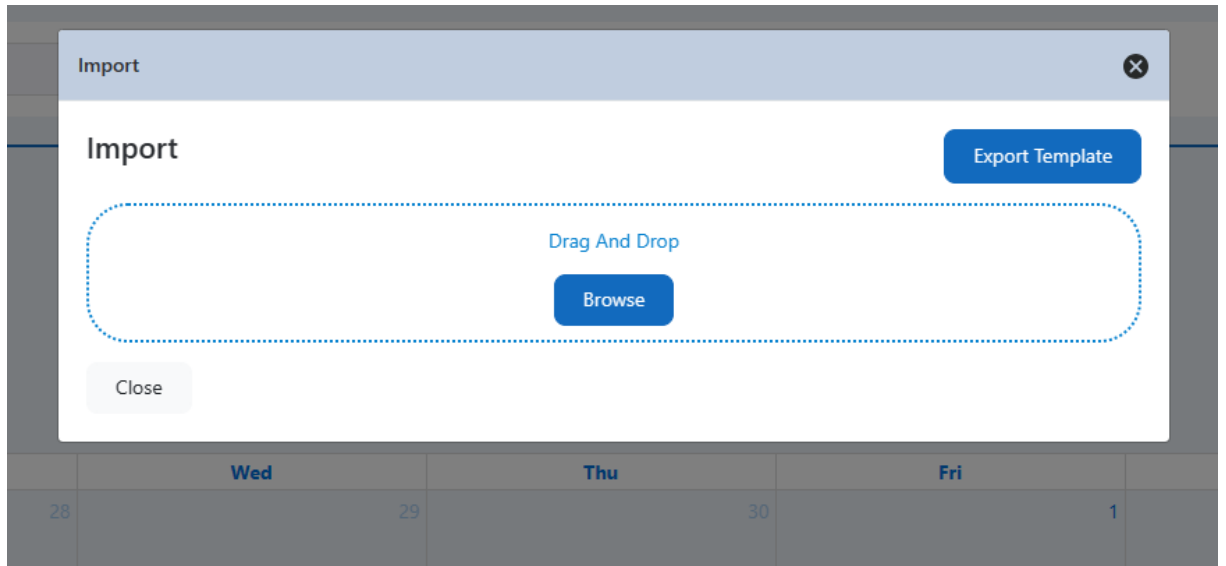 Import
Import
Export Template
Drag And Drop
Browse
Close
Wed Thu Fri
28 29 30 1